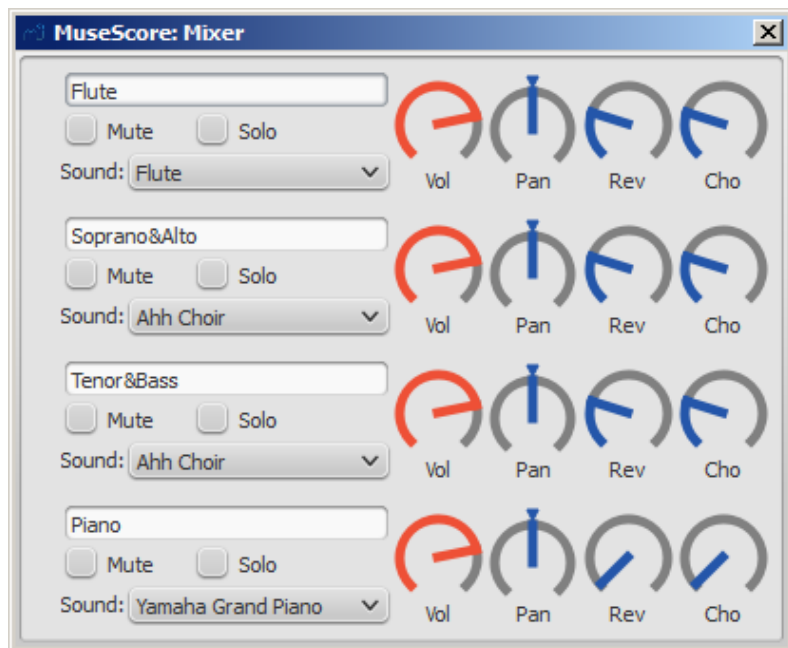 MuseScore: Mixer
Flute
Mute Solo
Sound: Flute
Vol Pan Rev Cho
Soprano&Alto
Mute Solo
Sound: Ahh Choir
Vol Pan Rev Cho
Tenor&Bass
Mute Solo
Sound: Ahh Choir
Vol Pan Rev Cho
Piano
Mute Solo
Sound: Yamaha Grand Piano
Vol Pan Rev Cho